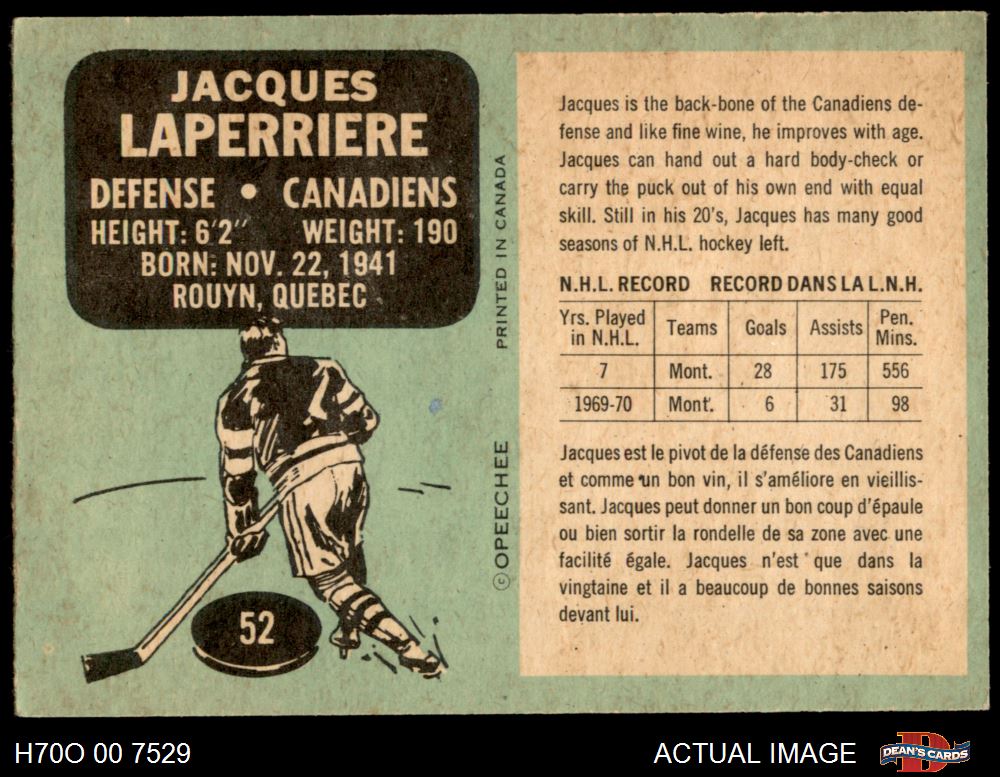 JACQUES
LAPERRIERE
DEFENSE • CANADIENS
HEIGHT: 6'2" WEIGHT: 190
BORN: NOV. 22, 1941
ROUYN, QUEBEC
52
PRINTED IN CANADA
© OPEECHEE
Jacques is the back-bone of the Canadiens de-
fense and like fine wine, he improves with age.
Jacques can hand out a hard body-check or
carry the puck out of his own end with equal
skill. Still in his 20's, Jacques has many good
seasons of N.H.L. hockey left.
N.H.L. RECORD RECORD DANS LA L.N.H.
Yrs. Played in N.H.L. Teams Goals Assists Pen. Mins.
7 Mont. 28 175 556
1969-70 Mont. 6 31 98
Jacques est le pivot de la défense des Canadiens
et comme un bon vin, il s'améliore en vieillis-
sant. Jacques peut donner un bon coup d'épaule
ou bien sortir la rondelle de sa zone avec une
facilité égale. Jacques n'est que dans la
vingtaine et il a beaucoup de bonnes saisons
devant lui.
H70O 00 7529
ACTUAL IMAGE
DEAN'S CARDS